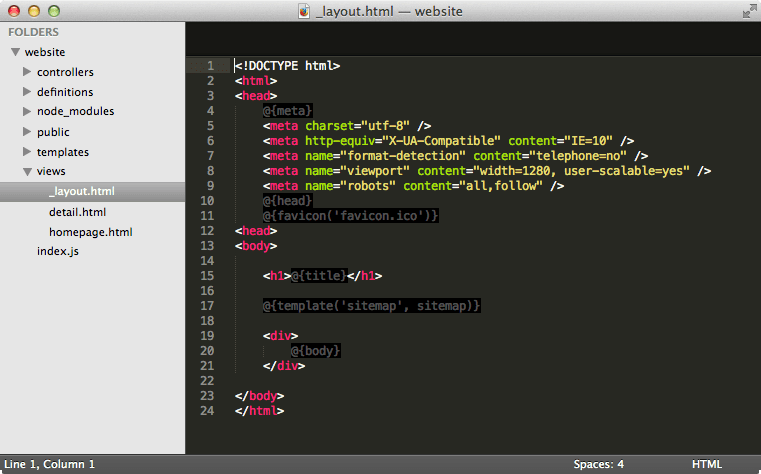 _layout.html — website
FOLDERS
website
controllers
definitions
node_modules
public
templates
views
_layout.html
detail.html
homepage.html
index.js
1 <!DOCTYPE html>
2 <html>
3 <head>
4 @{meta}
5 <meta charset="utf-8" />
6 <meta http-equiv="X-UA-Compatible" content="IE=10" />
7 <meta name="format-detection" content="telephone=no" />
8 <meta name="viewport" content="width=1280, user-scalable=yes" />
9 <meta name="robots" content="all,follow" />
10 @{head}
11 @{favicon('favicon.ico')}
12 <head>
13 <body>
14
15 <h1>@{title}</h1>
16
17 @{template('sitemap', sitemap)}
18
19 <div>
20 @{body}
21 </div>
22
23 </body>
24 </html>
Line 1, Column 1 Spaces: 4 HTML